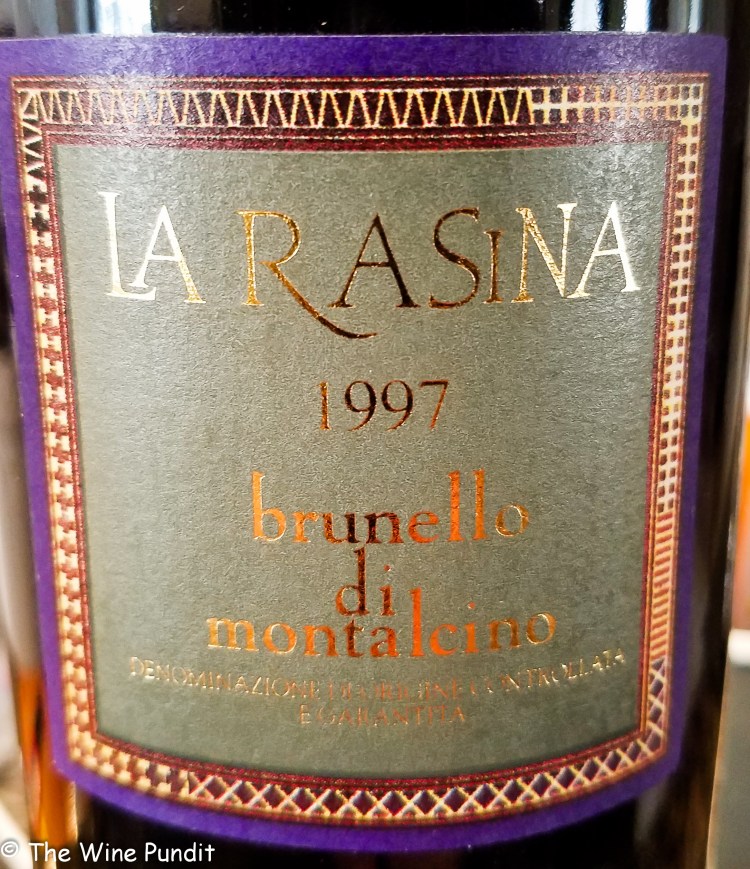 LA RASiNA
1997
brunello
di
montalcino
DENOMINAZIONE DI ORIGINE CONTROLLATA
E GARANTITA
© The Wine Pundit